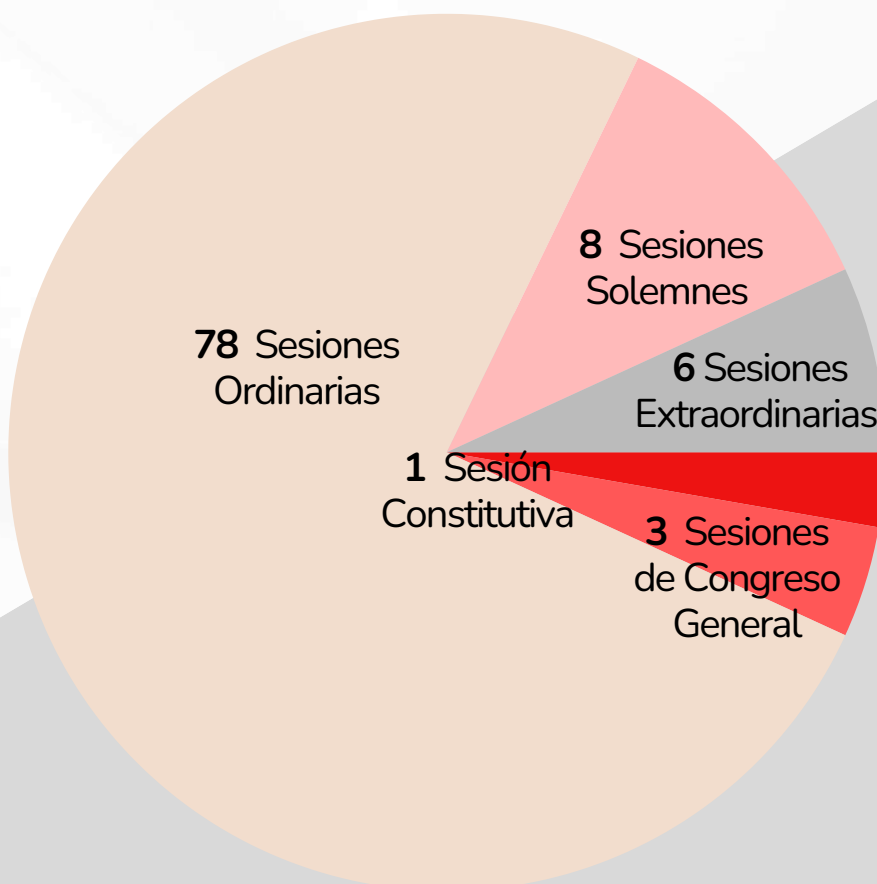 8 Sesiones
Solemnes
78 Sesiones
Ordinarias
6 Sesiones
Extraordinarias
1 Sesión
Constitutiva
3 Sesiones
de Congreso
General